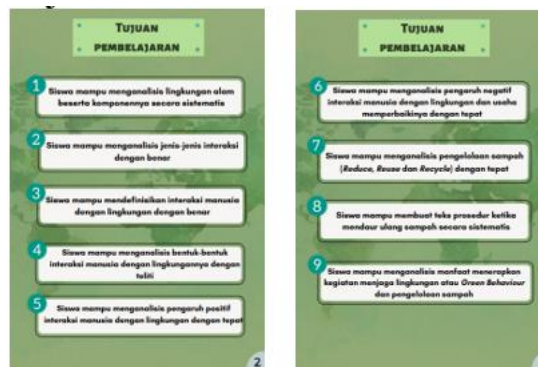 TUJUAN
PEMBELAJARAN
1
Siswa mampu menganalisis lingkungan alam
beserta komponennya secara sistematis
2
Siswa mampu menganalisis jenis-jenis interaksi
dengan benar
3
Siswa mampu mendefinisikan interaksi manusia
dengan lingkungan dengan benar
4
Siswa mampu menganalisis bentuk-bentuk
interaksi manusia dengan lingkungannya dengan
teliti
5
Siswa mampu menganalisis pengaruh positif
interaksi manusia dengan lingkungan dengan tepat
2
TUJUAN
PEMBELAJARAN
6
Siswa mampu menganalisis pengaruh negatif
interaksi manusia dengan lingkungan dan usaha
memperbaikinya dengan tepat
7
Siswa mampu menganalisis pengelolaan sampah
(Reduce, Reuse dan Recycle) dengan tepat
8
Siswa mampu membuat teks prosedur ketika
mendaur ulang sampah secara sistematis
9
Siswa mampu menganalisis manfaat menerapkan
kegiatan menjaga lingkungan atau Green Behaviour
dan pengelolaan sampah